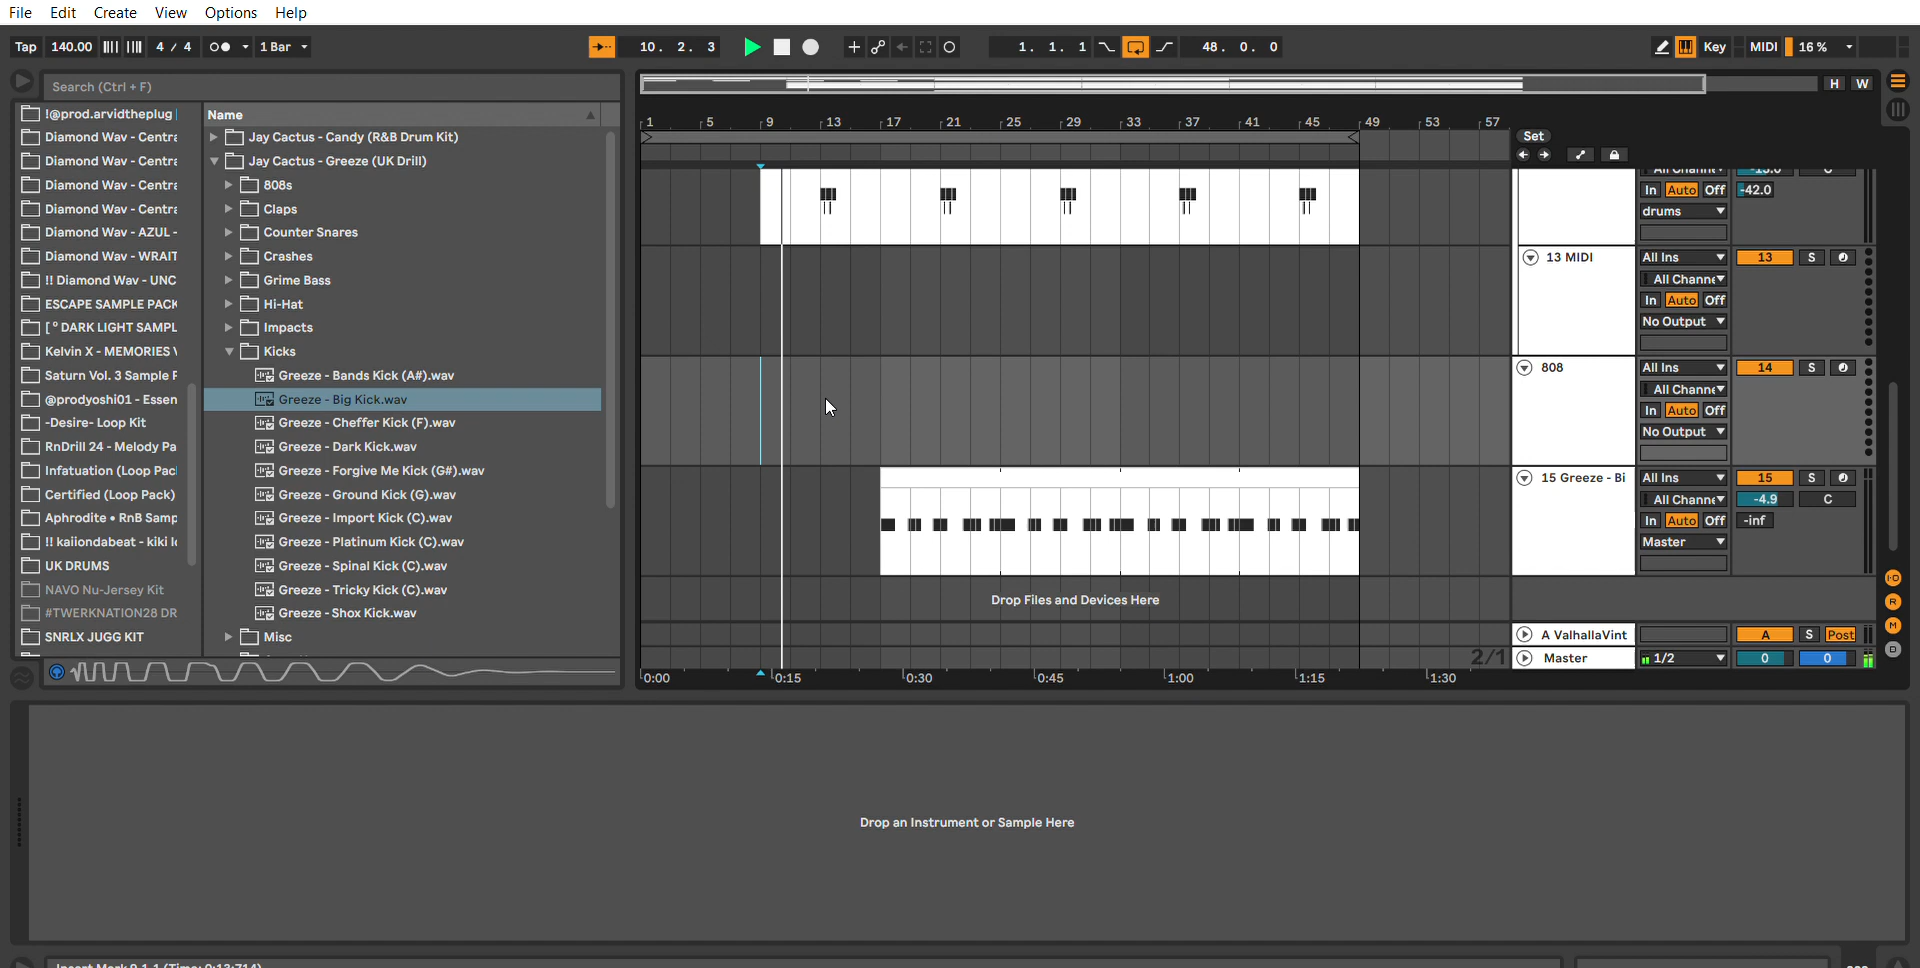 File Edit Create View Options Help
Tap 140.00 4 / 4 1 Bar 10. 2. 3 1. 1. 1 48. 0. 0 Key MIDI 16 %
Search (Ctrl + F)
H W
!@prod.arvidtheplug
Diamond Wav - Centra
Diamond Wav - Centra
Diamond Wav - Centra
Diamond Wav - Centra
Diamond Wav - AZUL -
Diamond Wav - WRAIT
!! Diamond Wav - UNC
ESCAPE SAMPLE PACK
[ ° DARK LIGHT SAMPL
Kelvin X - MEMORIES V
Saturn Vol. 3 Sample F
@prodyoshi01 - Essen
-Desire- Loop Kit
RnDrill 24 - Melody Pa
Infatuation (Loop Pac
Certified (Loop Pack)
Aphrodite • RnB Samp
!! kaiiondabeat - kiki lo
UK DRUMS
NAVO Nu-Jersey Kit
#TWERKNATION28 DR
SNRLX JUGG KIT
Name
Jay Cactus - Candy (R&B Drum Kit)
Jay Cactus - Greeze (UK Drill)
808s
Claps
Counter Snares
Crashes
Grime Bass
Hi-Hat
Impacts
Kicks
Greeze - Bands Kick (A#).wav
Greeze - Big Kick.wav
Greeze - Cheffer Kick (F).wav
Greeze - Dark Kick.wav
Greeze - Forgive Me Kick (G#).wav
Greeze - Ground Kick (G).wav
Greeze - Import Kick (C).wav
Greeze - Platinum Kick (C).wav
Greeze - Spinal Kick (C).wav
Greeze - Tricky Kick (C).wav
Greeze - Shox Kick.wav
Misc
1 5 9 13 17 21 25 29 33 37 41 45 49 53 57
Set
In Auto Off -42.0
drums
13 MIDI All Ins 13 S
All Channe
In Auto Off
No Output
808 All Ins 14 S
All Channe
In Auto Off
No Output
15 Greeze - Bi All Ins 15 S
All Channe -4.9 C
In Auto Off -inf
Master
Drop Files and Devices Here
A ValhallaVint A S Post
2/1 Master 1/2 0 0
0:00 0:15 0:30 0:45 1:00 1:15 1:30
I·O
R
M
D
Drop an Instrument or Sample Here
Insert Mark 9.1.1 (Time: 0:13:714)